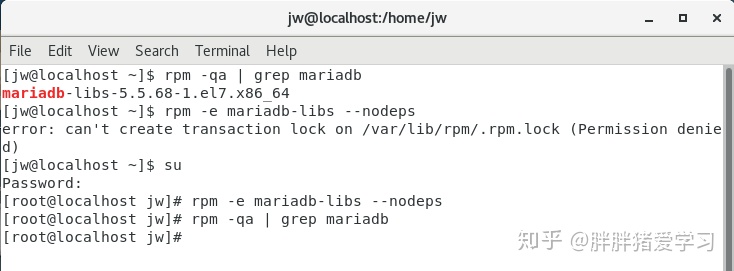 jw@localhost:/home/jw
File Edit View Search Terminal Help
[jw@localhost ~]$ rpm -qa | grep mariadb
mariadb-libs-5.5.68-1.el7.x86_64
[jw@localhost ~]$ rpm -e mariadb-libs --nodeps
error: can't create transaction lock on /var/lib/rpm/.rpm.lock (Permission denie
d)
[jw@localhost ~]$ su
Password:
[root@localhost jw]# rpm -e mariadb-libs --nodeps
[root@localhost jw]# rpm -qa | grep mariadb
[root@localhost jw]#
知乎 @胖胖猪爱学习